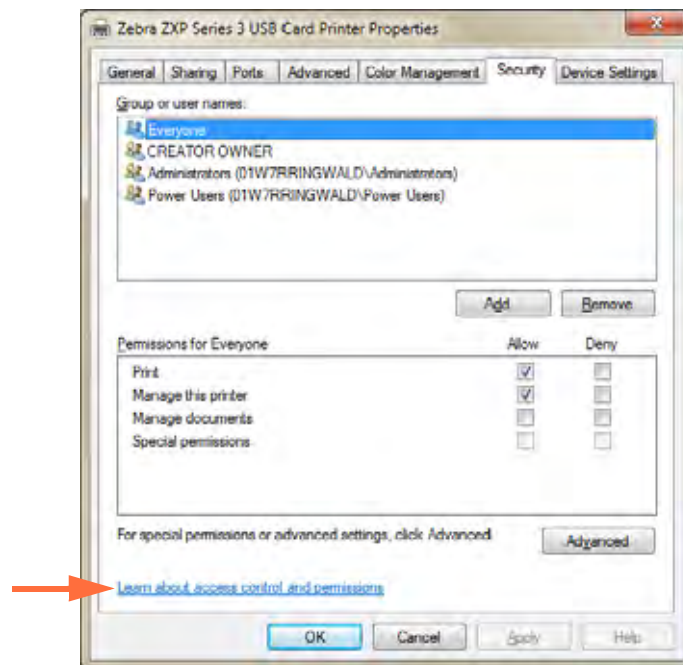 Zebra ZXP Series 3 USB Card Printer Properties
General Sharing Ports Advanced Color Management Security Device Settings
Group or user names:
Everyone
CREATOR OWNER
Administrators (01W7RRINGWALD\Administrators)
Power Users (01W7RRINGWALD\Power Users)
Add Remove
Permissions for Everyone Allow Deny
Print
Manage this printer
Manage documents
Special permissions
For special permissions or advanced settings, click Advanced. Advanced
Learn about access control and permissions
OK Cancel Apply Help